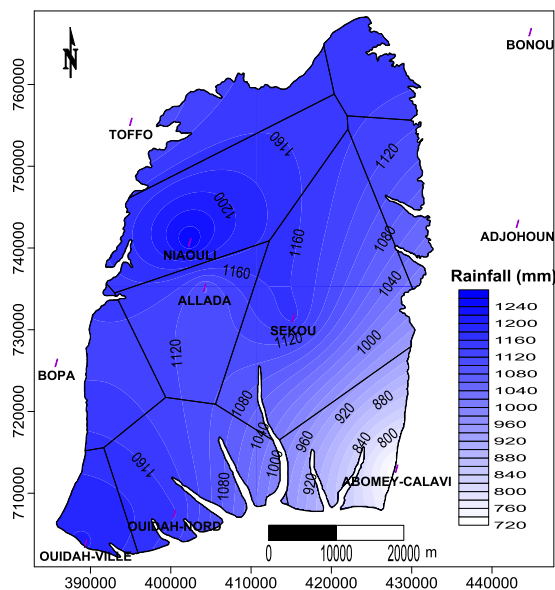 N
BONOU
TOFFO
ADJOHOUN
NIAOULI
ALLADA
SEKOU
BOPA
ABOMEY-CALAVI
OUIDAH-NORD
OUIDAH-VILLE
1160
1120
1200
1160
1080
1160
1040
1120
1120
1000
1080
880
920
1040
840
800
960
1000
1160
1080
920
Rainfall (mm)
1240
1200
1160
1120
1080
1040
1000
960
920
880
840
800
760
720
0 10000 20000 m
760000
750000
740000
730000
720000
710000
390000 400000 410000 420000 430000 440000